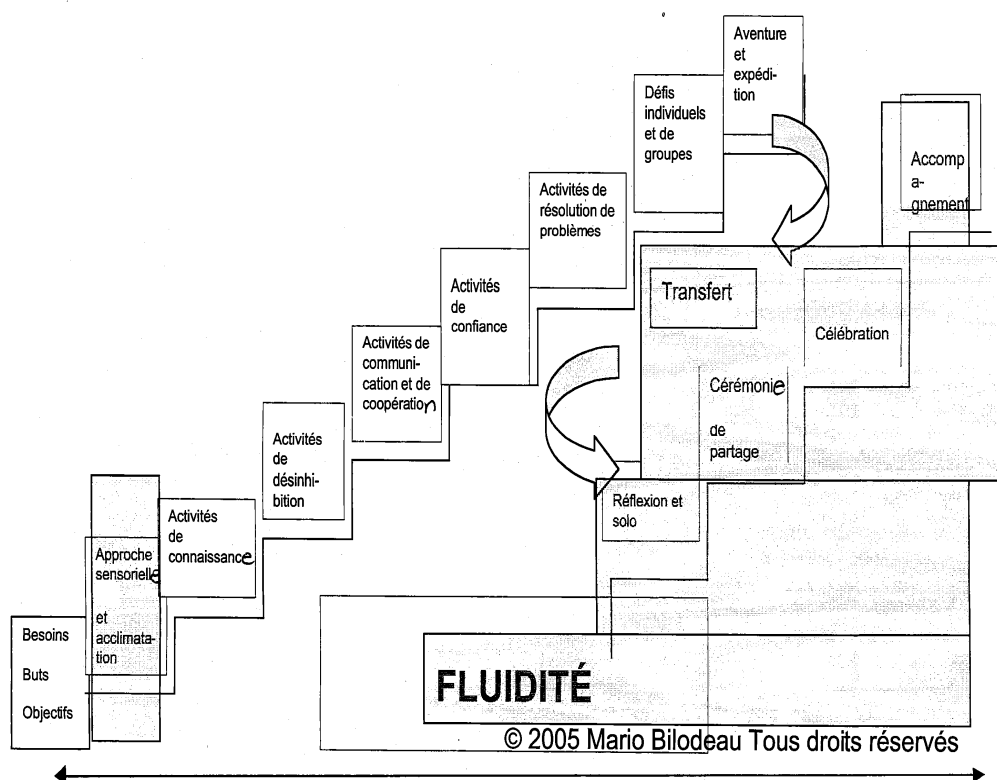 Besoins
Buts
Objectifs
Approche
sensorielle
et
acclimata-
tion
Activités
de
connaissance
Activités
de
désinhi-
bition
Activités de
communi-
cation et de
coopération
Activités
de
confiance
Activités de
résolution de
problèmes
Défis
individuels
et de
groupes
Aventure
et
expédi-
tion
Transfert
Réflexion et
solo
Cérémonie
de
partage
Célébration
Accomp
a-
gnement
FLUIDITÉ
© 2005 Mario Bilodeau Tous droits réservés